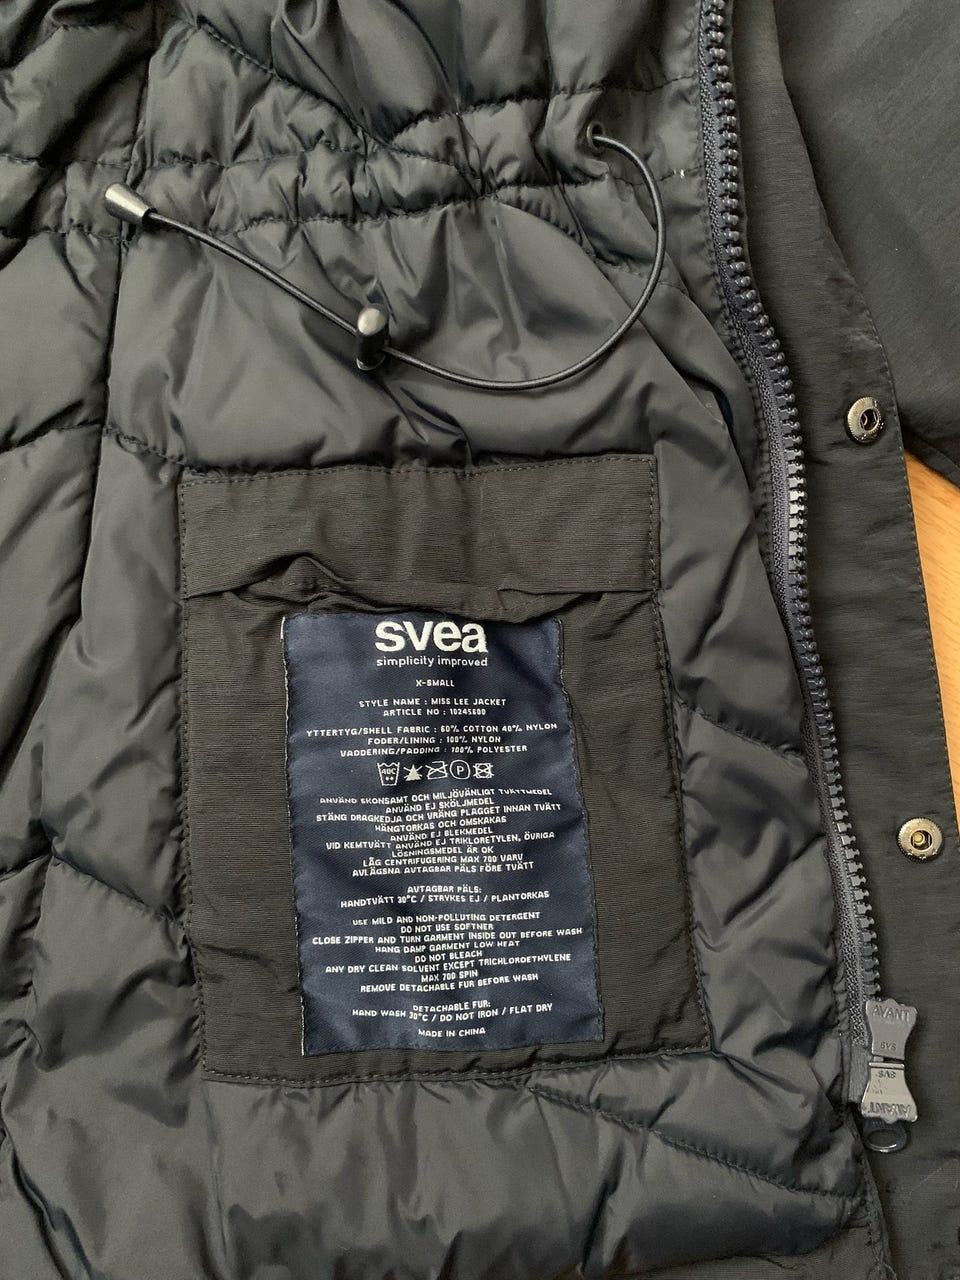 svea
simplicity improved
X-SMALL
STYLE NAME : MISS LEE JACKET
ARTICLE NO : 10245600
YTTERTYG/SHELL FABRIC : 60% COTTON 40% NYLON
FODER/LINING : 100% NYLON
VADDERING/PADDING : 100% POLYESTER
40C
P
ANVÄND SKONSAMT OCH MILJÖVÄNLIGT TVÄTTMEDEL
ANVÄND EJ SKÖLJMEDEL
STÄNG DRAGKEDJA OCH VRÄNG PLAGGET INNAN TVÄTT
HÄNGTORKAS OCH OMSKAKAS
ANVÄND EJ BLEKMEDEL
VID KEMTVÄTT ANVÄND EJ TRIKLORETYLEN, ÖVRIGA
LÖSNINGSMEDEL ÄR OK
LÅG CENTRIFUGERING MAX 700 VARV
AVLÄGSNA AVTAGBAR PÄLS FÖRE TVÄTT
AVTAGBAR PÄLS:
HANDTVÄTT 30°C / STRYKES EJ / PLANTORKAS
USE MILD AND NON-POLLUTING DETERGENT
DO NOT USE SOFTNER
CLOSE ZIPPER AND TURN GARMENT INSIDE OUT BEFORE WASH
HANG DAMP GARMENT LOW HEAT
DO NOT BLEACH
ANY DRY CLEAN SOLVENT EXCEPT TRICHLOROETHYLENE
MAX 700 SPIN
REMOVE DETACHABLE FUR BEFORE WASH
DETACHABLE FUR:
HAND WASH 30°C / DO NOT IRON / FLAT DRY
MADE IN CHINA
AVANT
SVS
SVS
AVANT